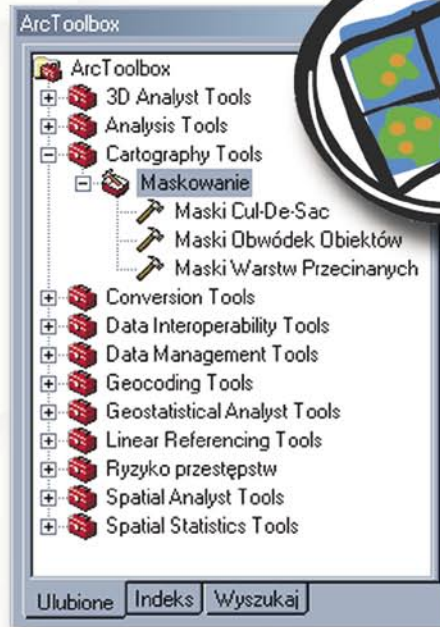 ArcToolbox
ArcToolbox
3D Analyst Tools
Analysis Tools
Cartography Tools
Maskowanie
Maski Cul-De-Sac
Maski Obwódek Obiektów
Maski Warstw Przecinanych
Conversion Tools
Data Interoperability Tools
Data Management Tools
Geocoding Tools
Geostatistical Analyst Tools
Linear Referencing Tools
Ryzyko przestępstw
Spatial Analyst Tools
Spatial Statistics Tools
Ulubione Indeks Wyszukaj